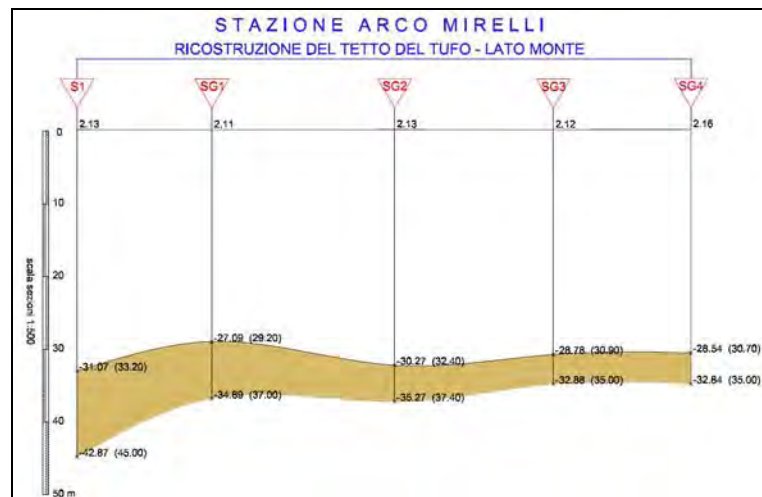 STAZIONE ARCO MIRELLI
RICOSTRUZIONE DEL TETTO DEL TUFO - LATO MONTE
S1 SG1 SG2 SG3 SG4
2.13 2.11 2.13 2.12 2.16
0
10
20
scala sezioni 1:500
30
-27.09 (29.20)
-31.07 (33.20)
-30.27 (32.40)
-28.78 (30.90)
-28.54 (30.70)
-34.89 (37.00)
-35.27 (37.40)
-32.88 (35.00)
-32.84 (35.00)
40
-42.87 (45.00)
50 m